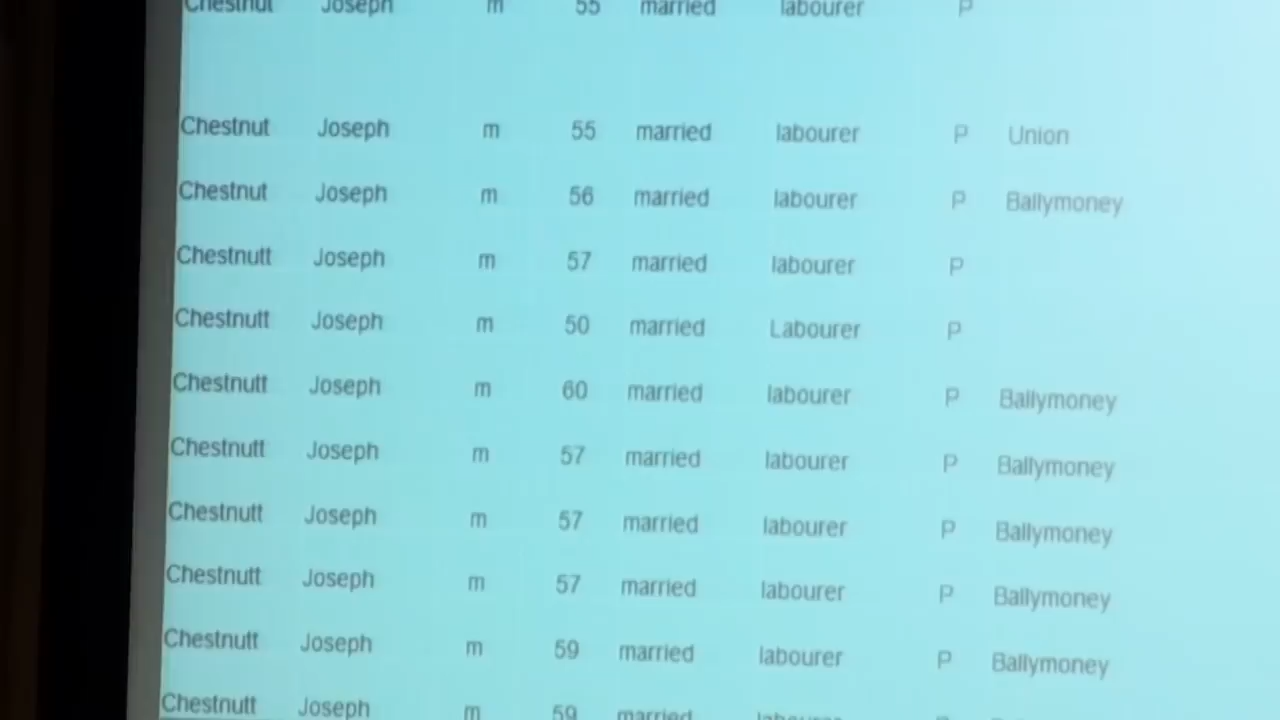 Chestnut Joseph m 55 married labourer P
Chestnut Joseph m 55 married labourer P Union
Chestnut Joseph m 56 married labourer P Ballymoney
Chestnutt Joseph m 57 married labourer P
Chestnutt Joseph m 50 married Labourer P
Chestnutt Joseph m 60 married labourer P Ballymoney
Chestnutt Joseph m 57 married labourer P Ballymoney
Chestnutt Joseph m 57 married labourer P Ballymoney
Chestnutt Joseph m 57 married labourer P Ballymoney
Chestnutt Joseph m 59 married labourer P Ballymoney
Chestnutt Joseph m 59 married